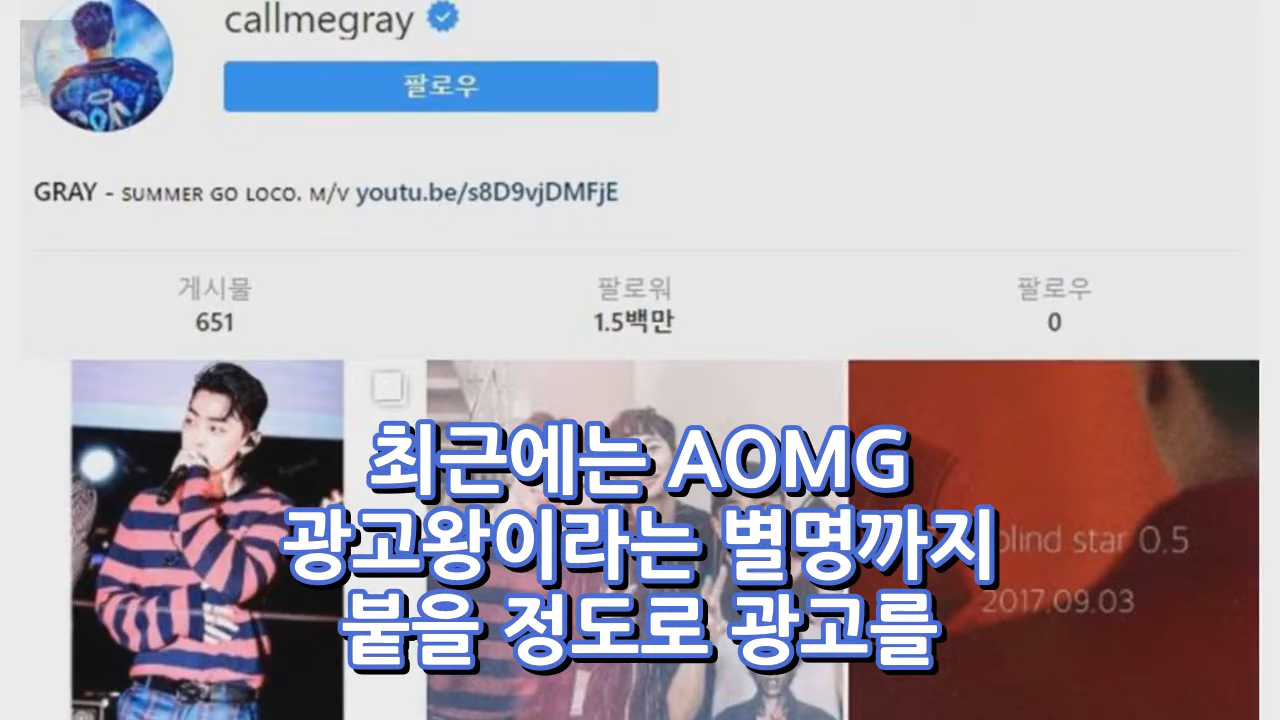 callmegray
팔로우
GRAY - SUMMER GO LOCO. M/V youtu.be/s8D9vjDMFjE
게시물
651
팔로워
1.5백만
팔로우
0
최근에는 AOMG
광고왕이라는 별명까지
붙을 정도로 광고를
blind star 0.5
2017.09.03